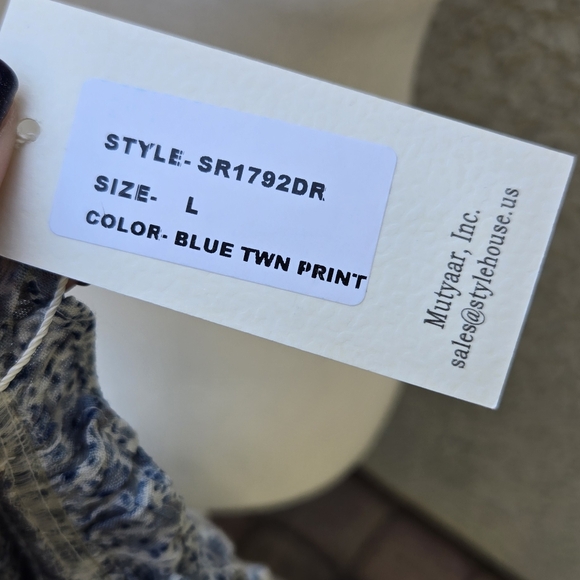 STYLE- SR1792DR
SIZE- L
COLOR- BLUE TWN PRINT
Mutyaar, Inc.
sales@stylehouse.us